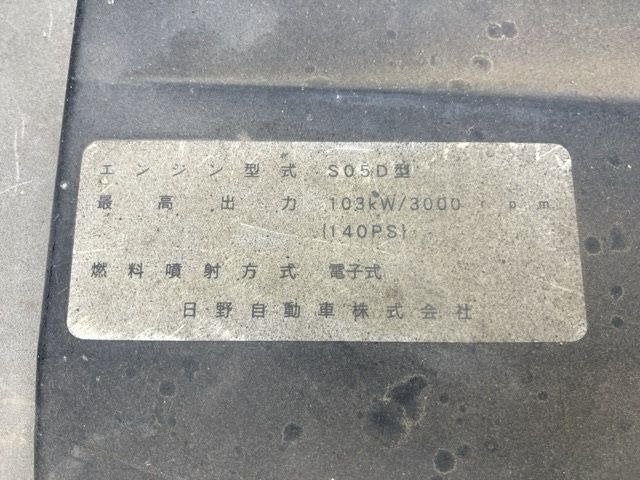 エンジン型式 S05D型
最高出力 103kW/3000rpm
(140PS)
燃料噴射方式 電子式
日野自動車株式会社